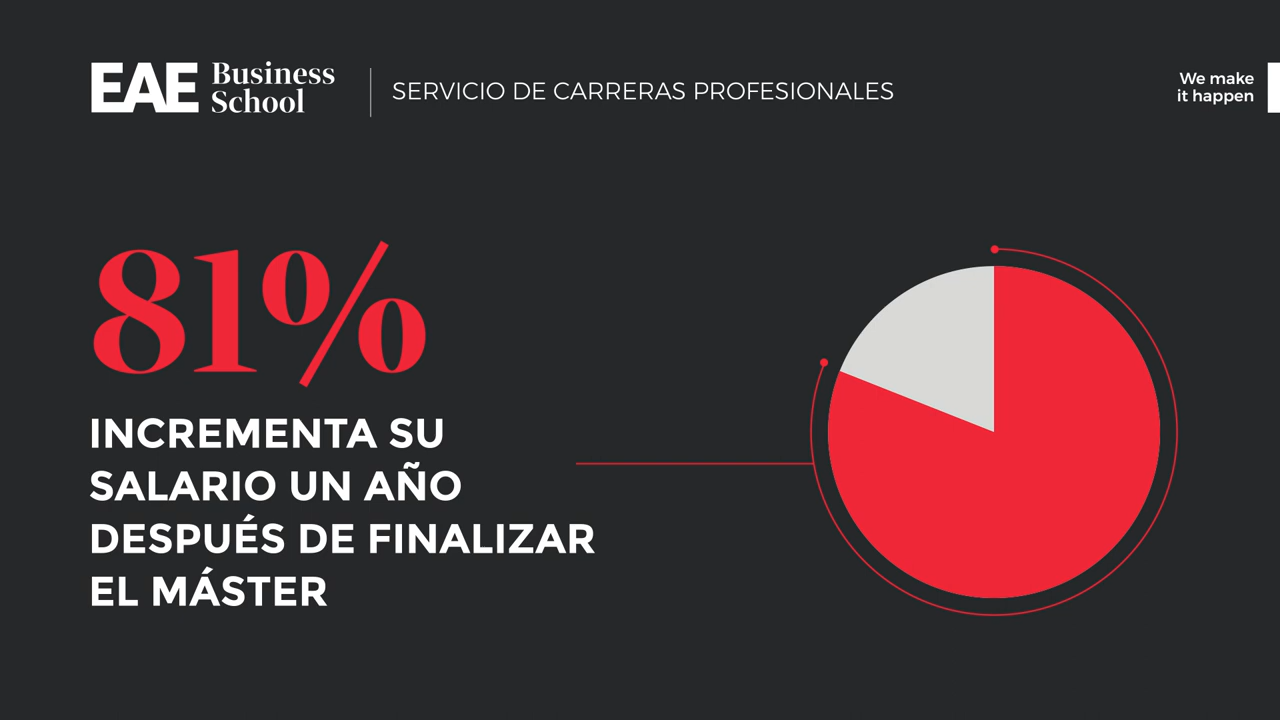 EAE Business School
SERVICIO DE CARRERAS PROFESIONALES
We make
it happen
81%
INCREMENTA SU
SALARIO UN AÑO
DESPUÉS DE FINALIZAR
EL MÁSTER